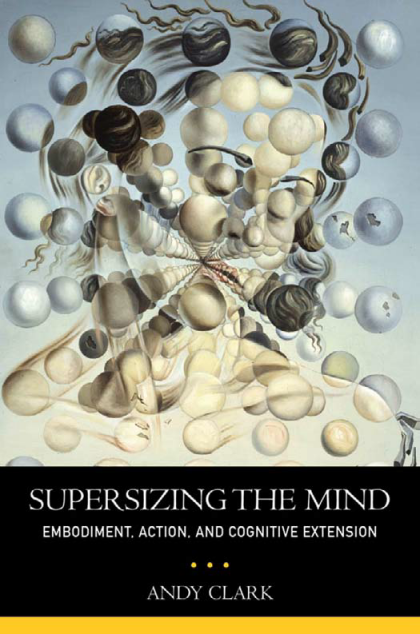 SUPERSIZING THE MIND
EMBODIMENT, ACTION, AND COGNITIVE EXTENSION
ANDY CLARK